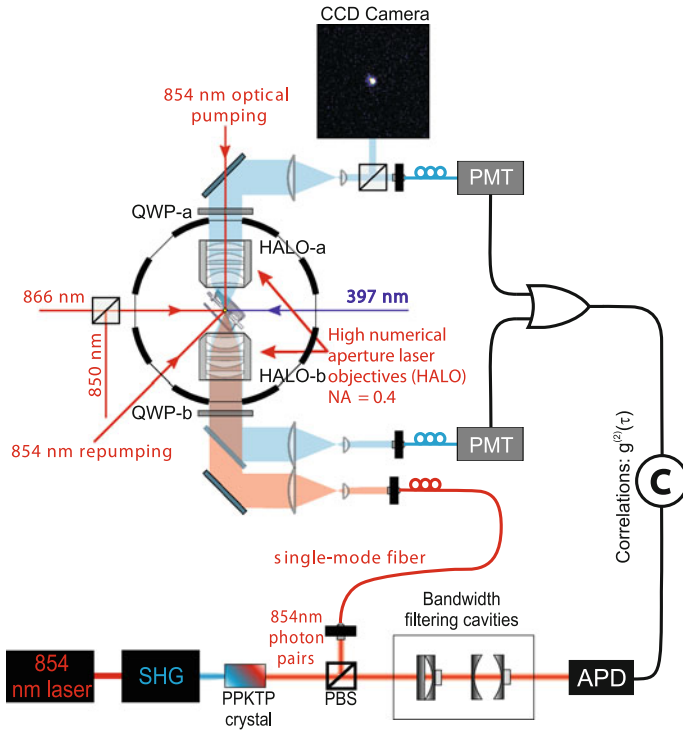 CCD Camera
854 nm optical
pumping
QWP-a
HALO-a
PMT
866 nm
397 nm
850 nm
High numerical
aperture laser
objectives (HALO)
NA = 0.4
HALO-b
QWP-b
854 nm repumping
PMT
Correlations: g(2)(τ)
C
single-mode fiber
854nm
photon
pairs
Bandwidth
filtering cavities
854
nm laser
SHG
PPKTP
crystal
PBS
APD